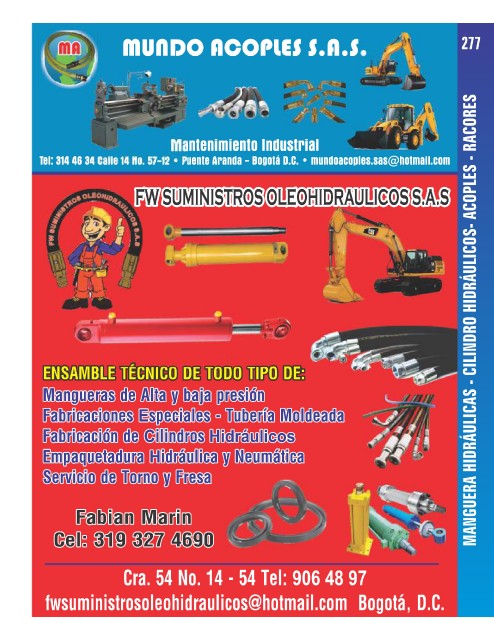 MA
MUNDO ACOPLES S.A.S.
Mantenimiento Industrial
Tel: 314 46 34 Calle 14 No. 57-12 • Puente Aranda - Bogotá D.C. • mundoacoples.sas@hotmail.com
277
MANGUERA HIDRÁULICAS - CILINDRO HIDRÁULICOS- ACOPLES - RACORES
FW SUMINISTROS OLEOHIDRAULICOS S.A.S
FW SUMINISTROS OLEOHIDRAULICOS S.A.S
CAT
ENSAMBLE TÉCNICO DE TODO TIPO DE:
Mangueras de Alta y baja presión
Fabricaciones Especiales - Tubería Moldeada
Fabricación de Cilindros Hidráulicos
Empaquetadura Hidráulica y Neumática
Servicio de Torno y Fresa
Fabian Marin
Cel: 319 327 4690
Cra. 54 No. 14 - 54 Tel: 906 48 97
fwsuministrosoleohidraulicos@hotmail.com Bogotá, D.C.